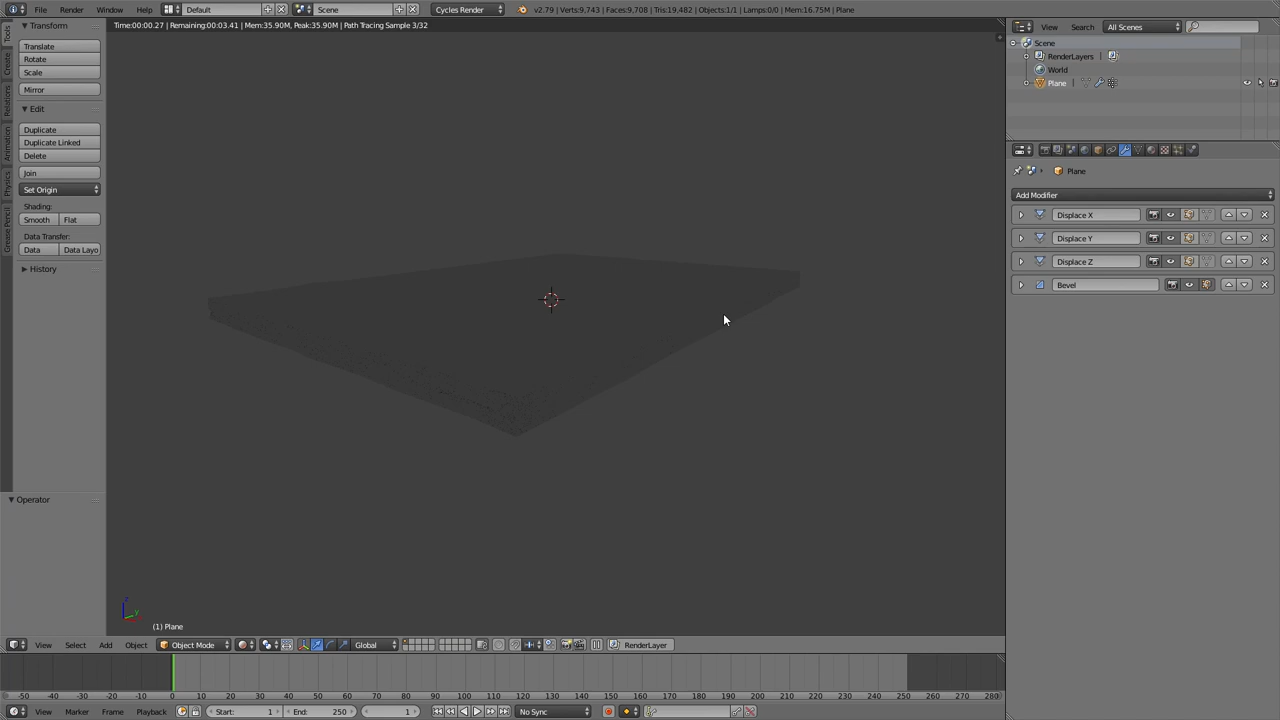 File Render Window Help Default Scene Cycles Render v2.79 | Verts:9,743 | Faces:9,708 | Tris:19,482 | Objects:1/1 | Lamps:0/0 | Mem:16.75M | Plane
Time:00:00.27 | Remaining:00:03.41 | Mem:35.90M, Peak:35.90M | Path Tracing Sample 3/32
Tools
Create
Relations
Animation
Physics
Grease Pencil
Transform
Translate
Rotate
Scale
Mirror
Edit
Duplicate
Duplicate Linked
Delete
Join
Set Origin
Shading:
Smooth Flat
Data Transfer:
Data Data Layo
History
Operator
View Search All Scenes
Scene
RenderLayers |
World
Plane |
Plane
Add Modifier
Displace X
Displace Y
Displace Z
Bevel
z
y
(1) Plane
View Select Add Object Object Mode Global RenderLayer
-50 -40 -30 -20 -10 0 10 20 30 40 50 60 70 80 90 100 110 120 130 140 150 160 170 180 190 200 210 220 230 240 250 260 270 280
View Marker Frame Playback Start: 1 End: 250 1 No Sync